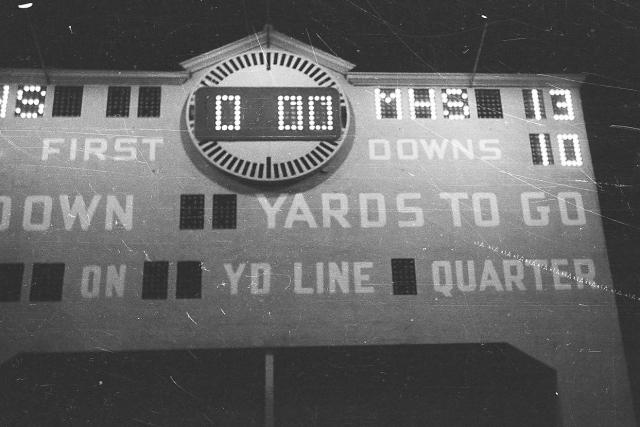 0 00 MHS 13
FIRST DOWNS 10
DOWN YARDS TO GO
ON YD LINE QUARTER